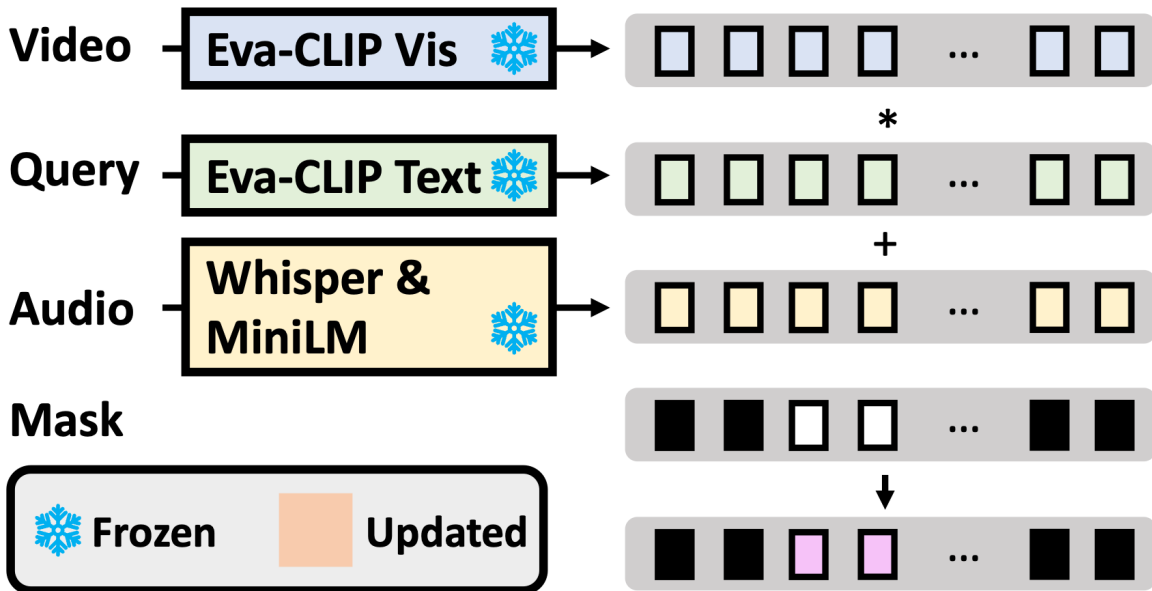 Video
Eva-CLIP Vis
...
*
Query
Eva-CLIP Text
...
+
Audio
Whisper &
MiniLM
...
Mask
...
Frozen
Updated
...